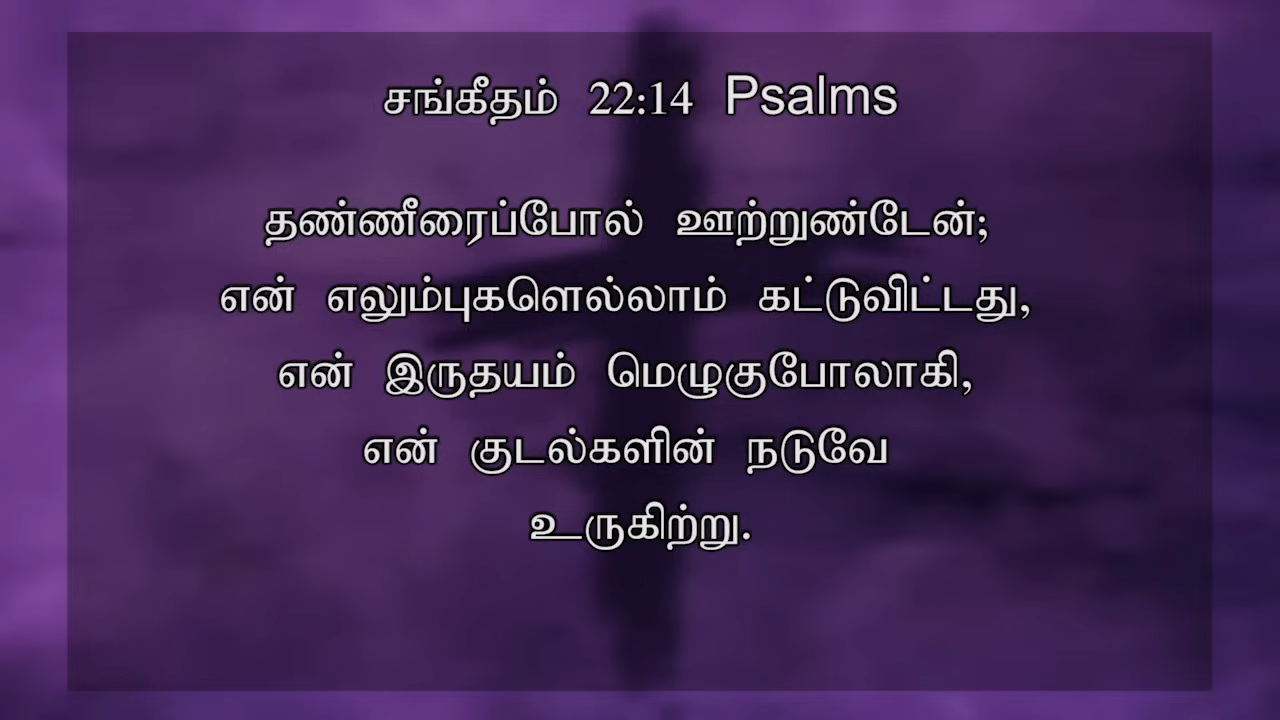 சங்கீதம் 22:14 Psalms
தண்ணீரைப்போல் ஊற்றுண்டேன்;
என் எலும்புகளெல்லாம் கட்டுவிட்டது,
என் இருதயம் மெழுகுபோலாகி,
என் குடல்களின் நடுவே
உருகிற்று.